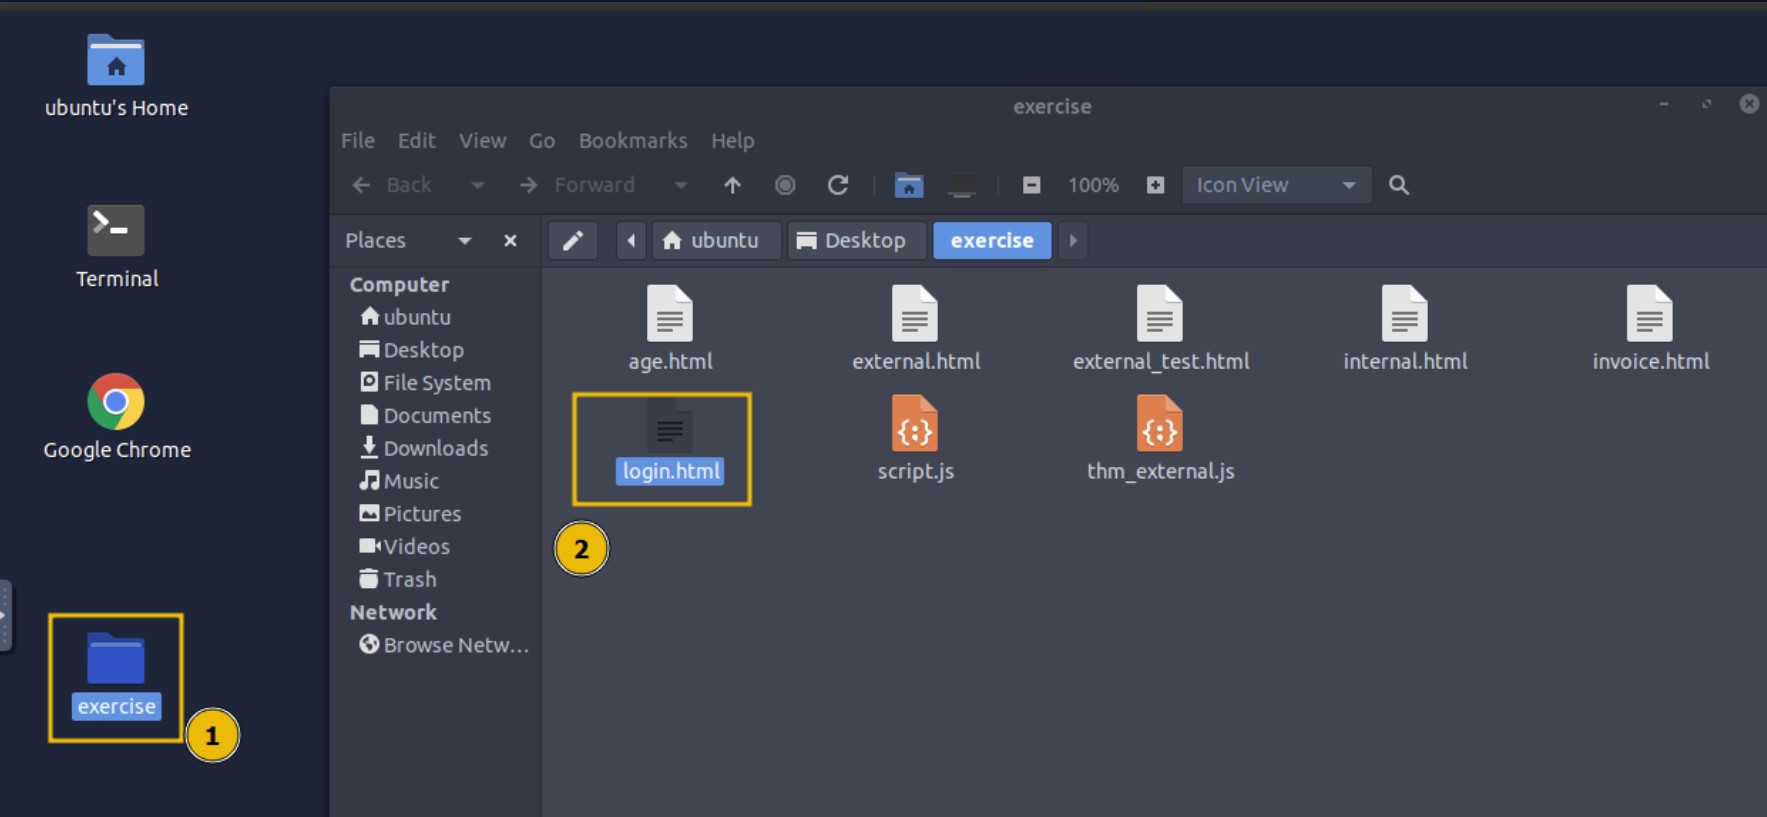 ubuntu's Home
Terminal
Google Chrome
exercise
1
exercise
File Edit View Go Bookmarks Help
Back Forward 100% Icon View
Places ubuntu Desktop exercise
Computer
ubuntu
Desktop
File System
Documents
Downloads
Music
Pictures
Videos
Trash
Network
Browse Netw...
age.html external.html external_test.html internal.html invoice.html
login.html script.js thm_external.js
2